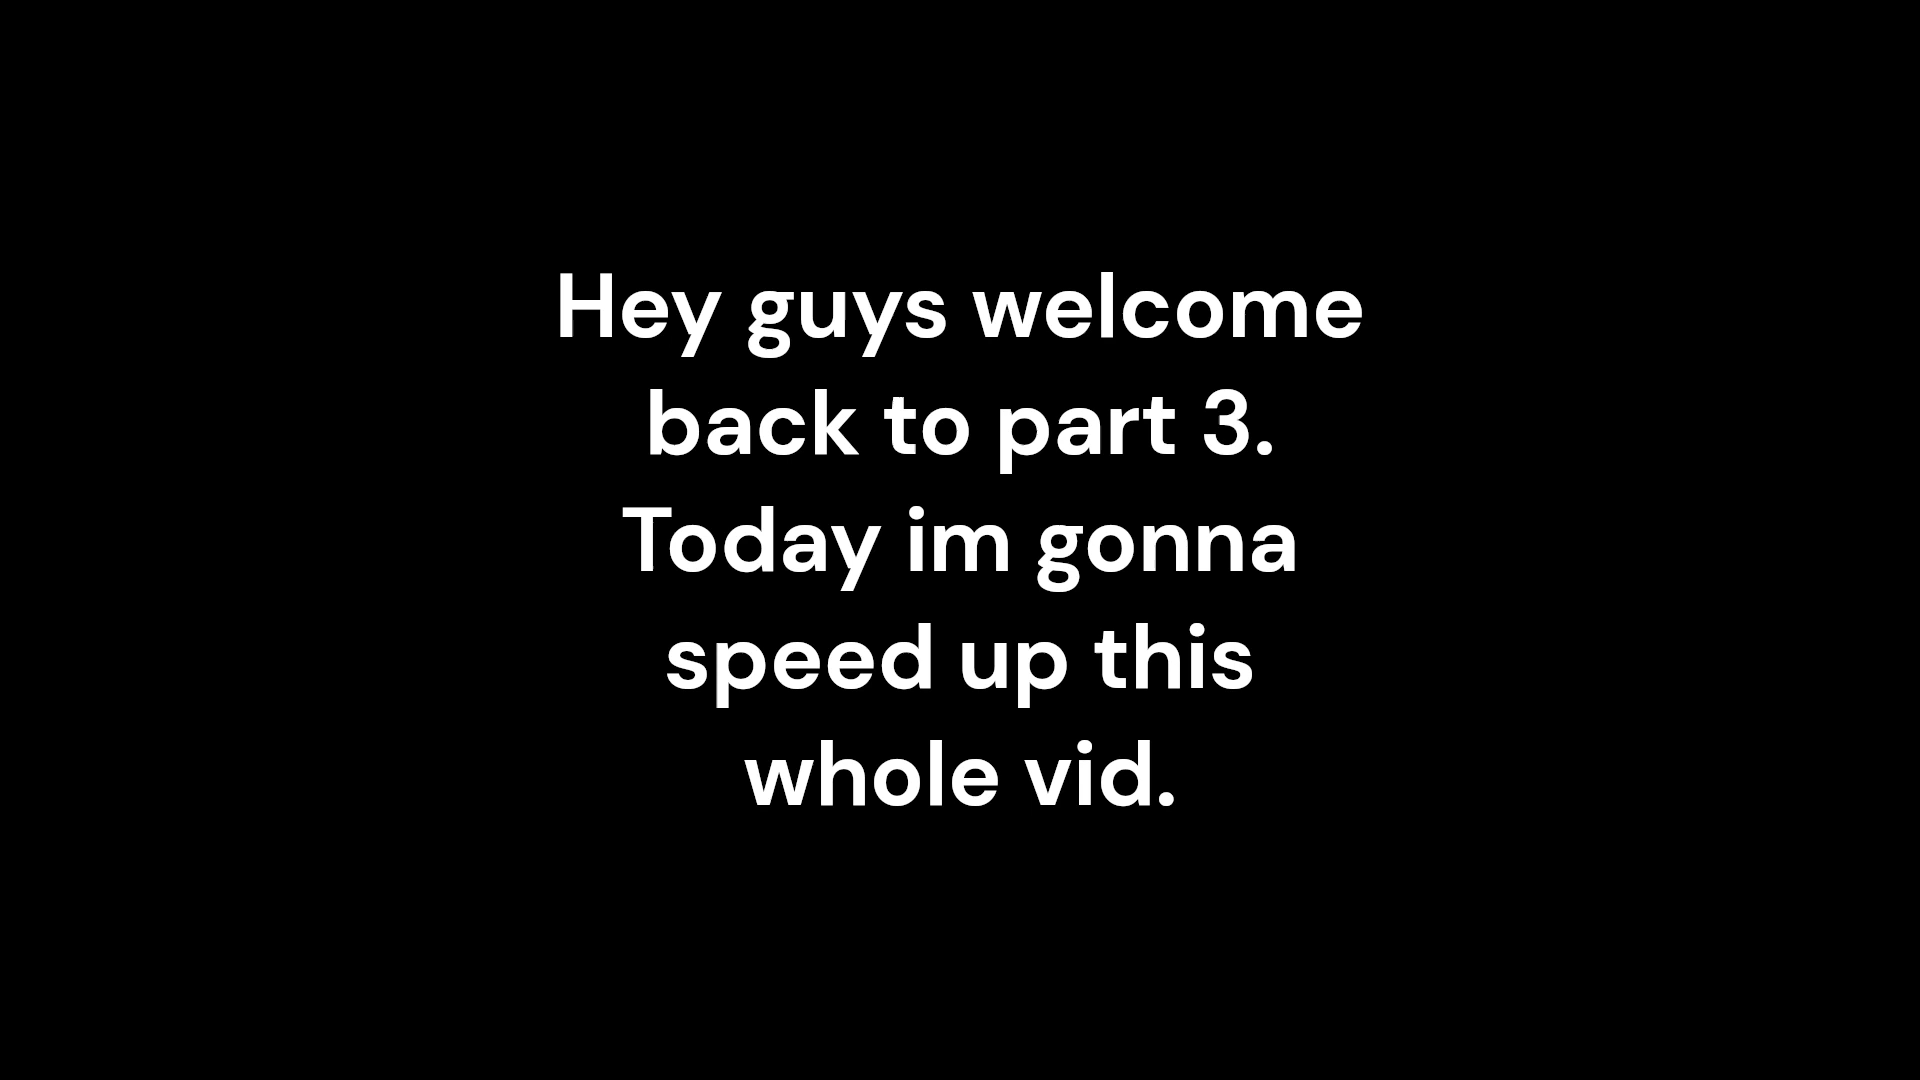 Hey guys welcome
back to part 3.
Today im gonna
speed up this
whole vid.